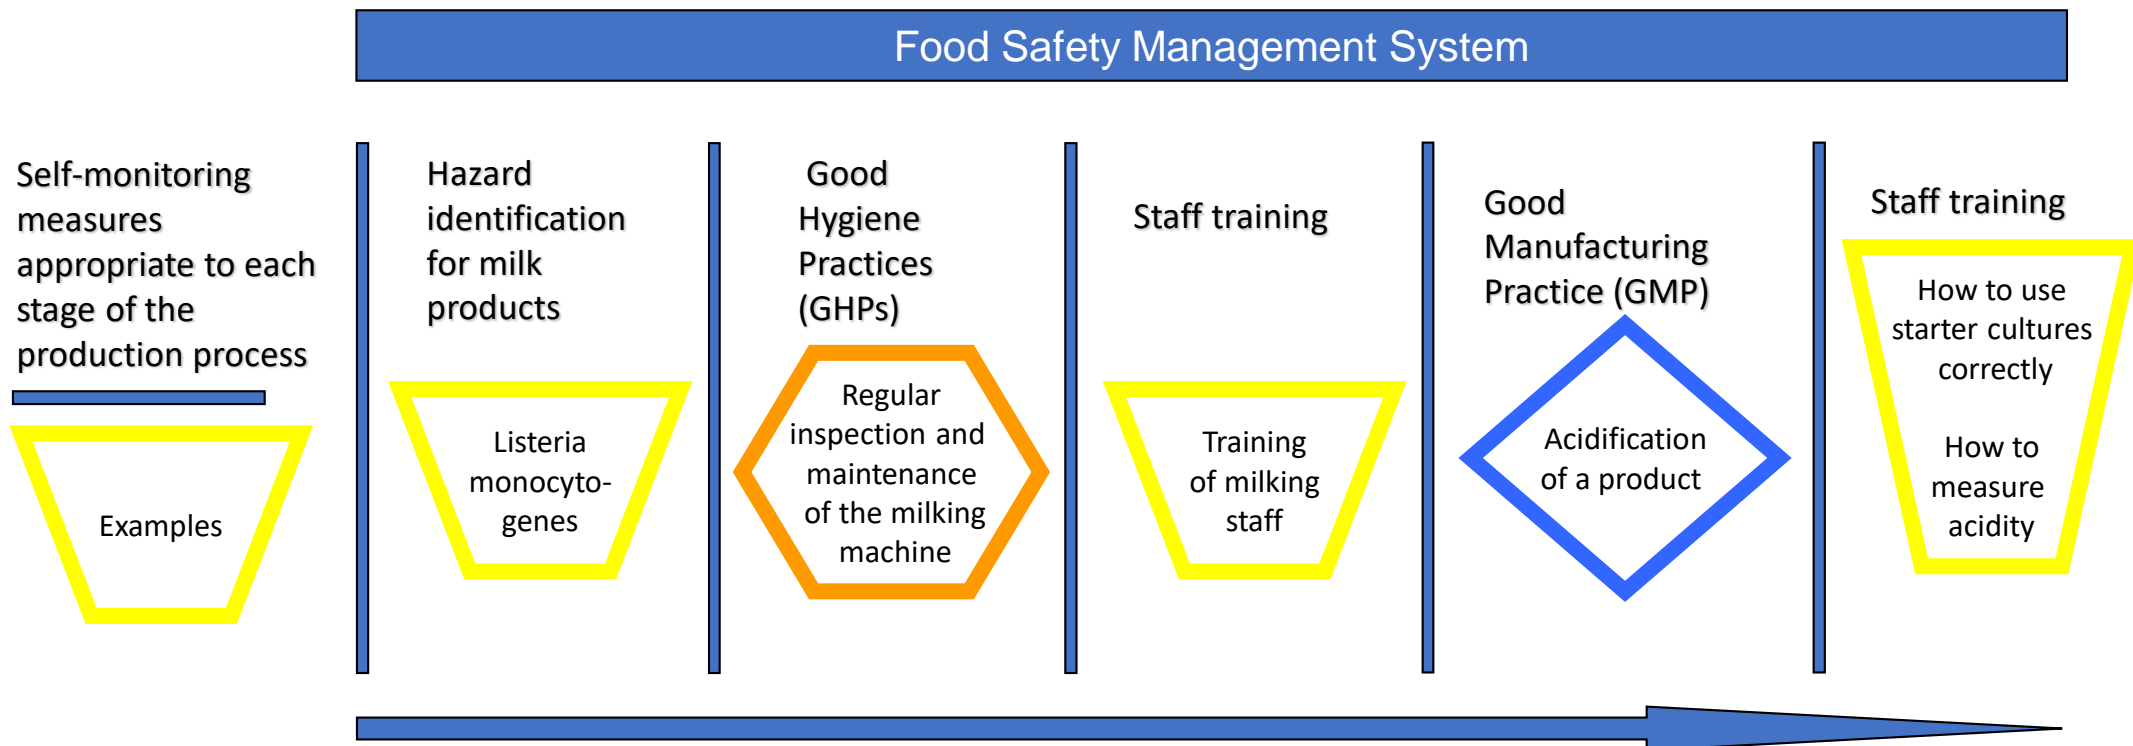 Food Safety Management System
Self-monitoring
measures
appropriate to each
stage of the
production process
Examples
Hazard
identification
for milk
products
Listeria
monocyto-
genes
Good
Hygiene
Practices
(GHPs)
Regular
inspection and
maintenance
of the milking
machine
Staff training
Training
of milking
staff
Good
Manufacturing
Practice (GMP)
Acidification
of a product
Staff training
How to use
starter cultures
correctly
How to
measure
acidity